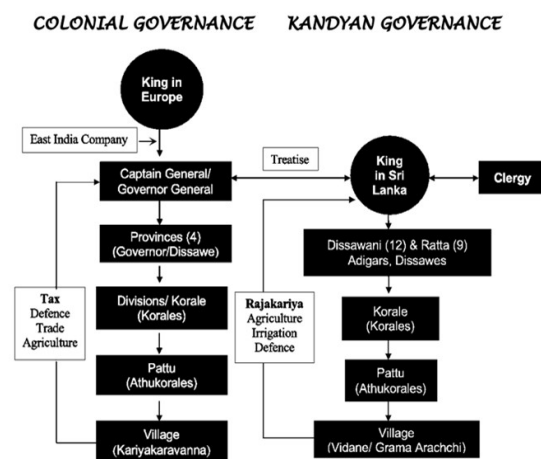 COLONIAL GOVERNANCE
KANDYAN GOVERNANCE
King in
Europe
East India Company
Captain General/
Governor General
Treatise
King
in Sri
Lanka
Clergy
Provinces (4)
(Governor/Dissawe)
Dissawani (12) & Ratta (9)
Adigars, Dissawes
Tax
Defence
Trade
Agriculture
Divisions/ Korale
(Korales)
Rajakariya
Agriculture
Irrigation
Defence
Korale
(Korales)
Pattu
(Athukorales)
Pattu
(Athukorales)
Village
(Kariyakaravanna)
Village
(Vidane/ Grama Arachchi)